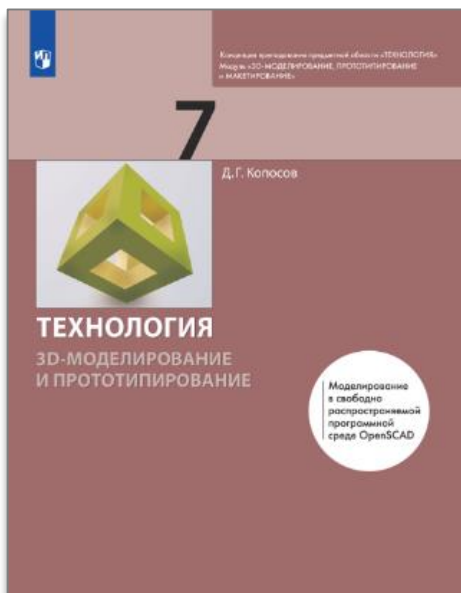 Концепция преподавания предметной области «ТЕХНОЛОГИЯ»
Модуль «3D-МОДЕЛИРОВАНИЕ, ПРОТОТИПИРОВАНИЕ
и МАКЕТИРОВАНИЕ»
7
Д.Г. Копосов
ТЕХНОЛОГИЯ
3D-МОДЕЛИРОВАНИЕ
И ПРОТОТИПИРОВАНИЕ
Моделирование
в свободно
распространяемой
программной
среде OpenSCAD